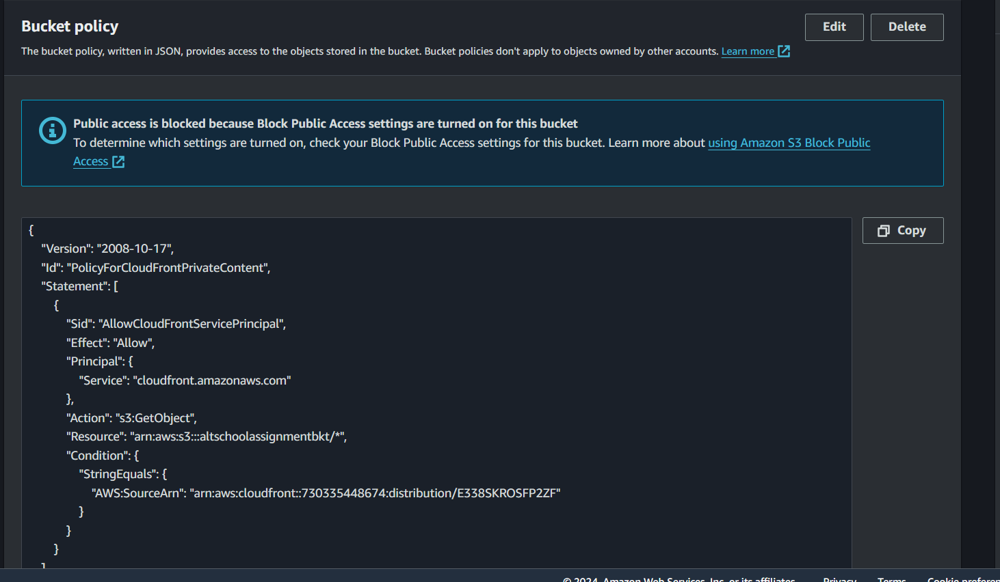 Bucket policy
Edit
Delete
The bucket policy, written in JSON, provides access to the objects stored in the bucket. Bucket policies don't apply to objects owned by other accounts. Learn more
Public access is blocked because Block Public Access settings are turned on for this bucket
To determine which settings are turned on, check your Block Public Access settings for this bucket. Learn more about using Amazon S3 Block Public
Access
Copy
{
"Version": "2008-10-17",
"Id": "PolicyForCloudFrontPrivateContent",
"Statement": [
{
"Sid": "AllowCloudFrontServicePrincipal",
"Effect": "Allow",
"Principal": {
"Service": "cloudfront.amazonaws.com"
},
"Action": "s3:GetObject",
"Resource": "arn:aws:s3:::altschoolassignmentbkt/*",
"Condition": {
"StringEquals": {
"AWS:SourceArn": "arn:aws:cloudfront::730335448674:distribution/E338SKROSFP2ZF"
}
}
}
]
© 2024, Amazon Web Services, Inc. or its affiliates.
Privacy
Terms
Cookie preferen